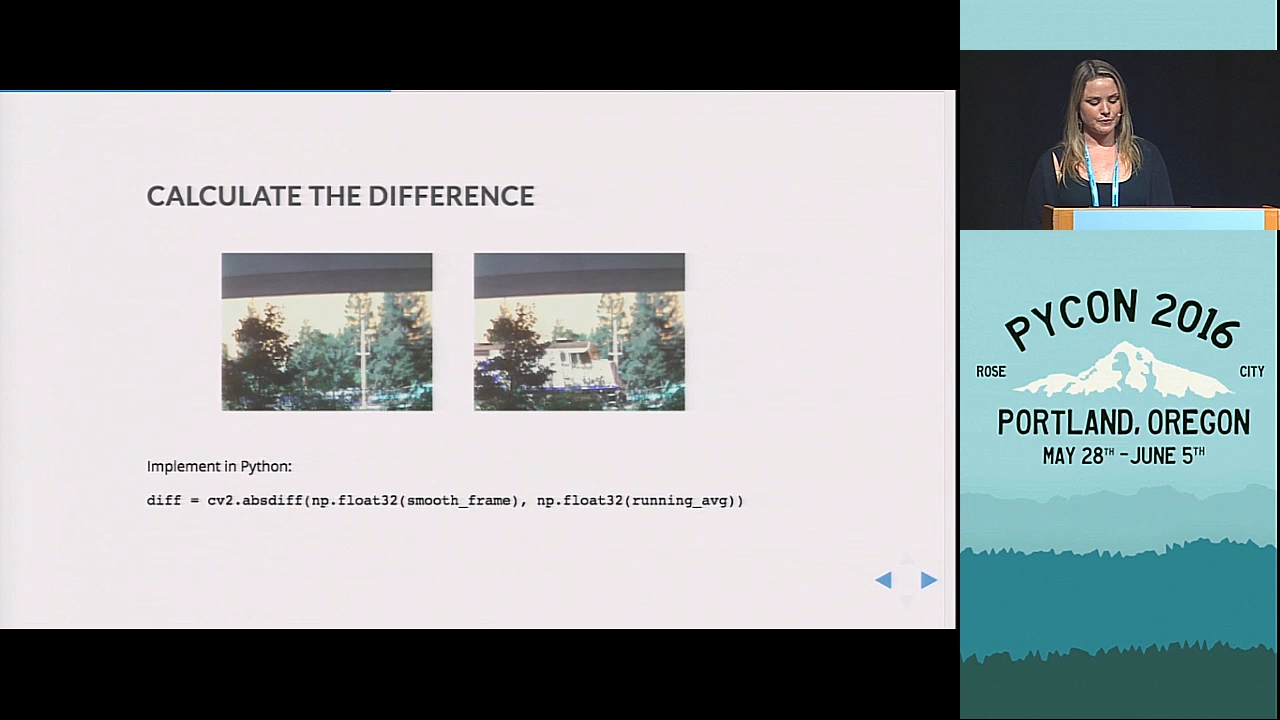 CALCULATE THE DIFFERENCE
Implement in Python:
diff = cv2.absdiff(np.float32(smooth_frame), np.float32(running_avg))
PYCON 2016
ROSE CITY
PORTLAND, OREGON
MAY 28TH - JUNE 5TH